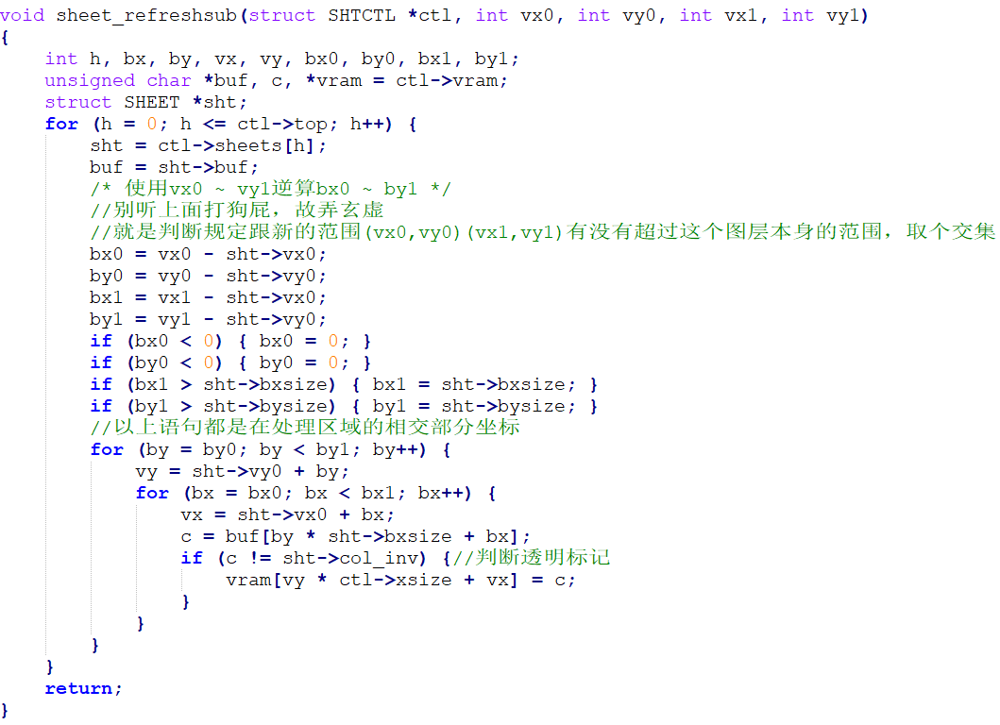 void sheet_refreshsub(struct SHTCTL *ctl, int vx0, int vy0, int vx1, int vy1)
{
    int h, bx, by, vx, vy, bx0, by0, bx1, by1;
    unsigned char *buf, c, *vram = ctl->vram;
    struct SHEET *sht;
    for (h = 0; h <= ctl->top; h++) {
        sht = ctl->sheets[h];
        buf = sht->buf;
        /* 使用vx0 ~ vy1逆算bx0 ~ by1 */
        //别听上面打狗屁，故弄玄虚
        //就是判断规定跟新的范围(vx0,vy0)(vx1,vy1)有没有超过这个图层本身的范围，取个交集
        bx0 = vx0 - sht->vx0;
        by0 = vy0 - sht->vy0;
        bx1 = vx1 - sht->vx0;
        by1 = vy1 - sht->vy0;
        if (bx0 < 0) { bx0 = 0; }
        if (by0 < 0) { by0 = 0; }
        if (bx1 > sht->bxsize) { bx1 = sht->bxsize; }
        if (by1 > sht->bysize) { by1 = sht->bysize; }
        //以上语句都是在处理区域的相交部分坐标
        for (by = by0; by < by1; by++) {
            vy = sht->vy0 + by;
            for (bx = bx0; bx < bx1; bx++) {
                vx = sht->vx0 + bx;
                c = buf[by * sht->bxsize + bx];
                if (c != sht->col_inv) {//判断透明标记
                    vram[vy * ctl->xsize + vx] = c;
                }
            }
        }
    }
    return;
}